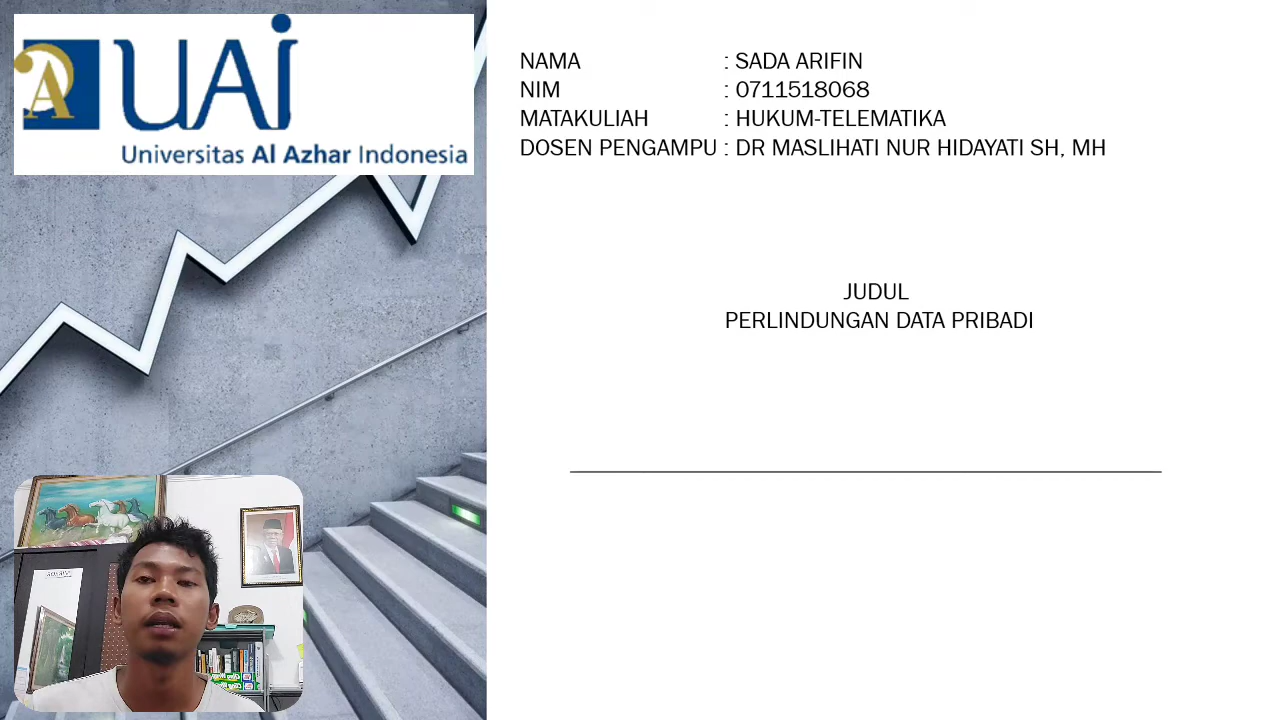 UAI
Universitas Al Azhar Indonesia
NAMA : SADA ARIFIN
NIM : 0711518068
MATAKULIAH : HUKUM-TELEMATIKA
DOSEN PENGAMPU : DR MASLIHATI NUR HIDAYATI SH, MH
JUDUL
PERLINDUNGAN DATA PRIBADI